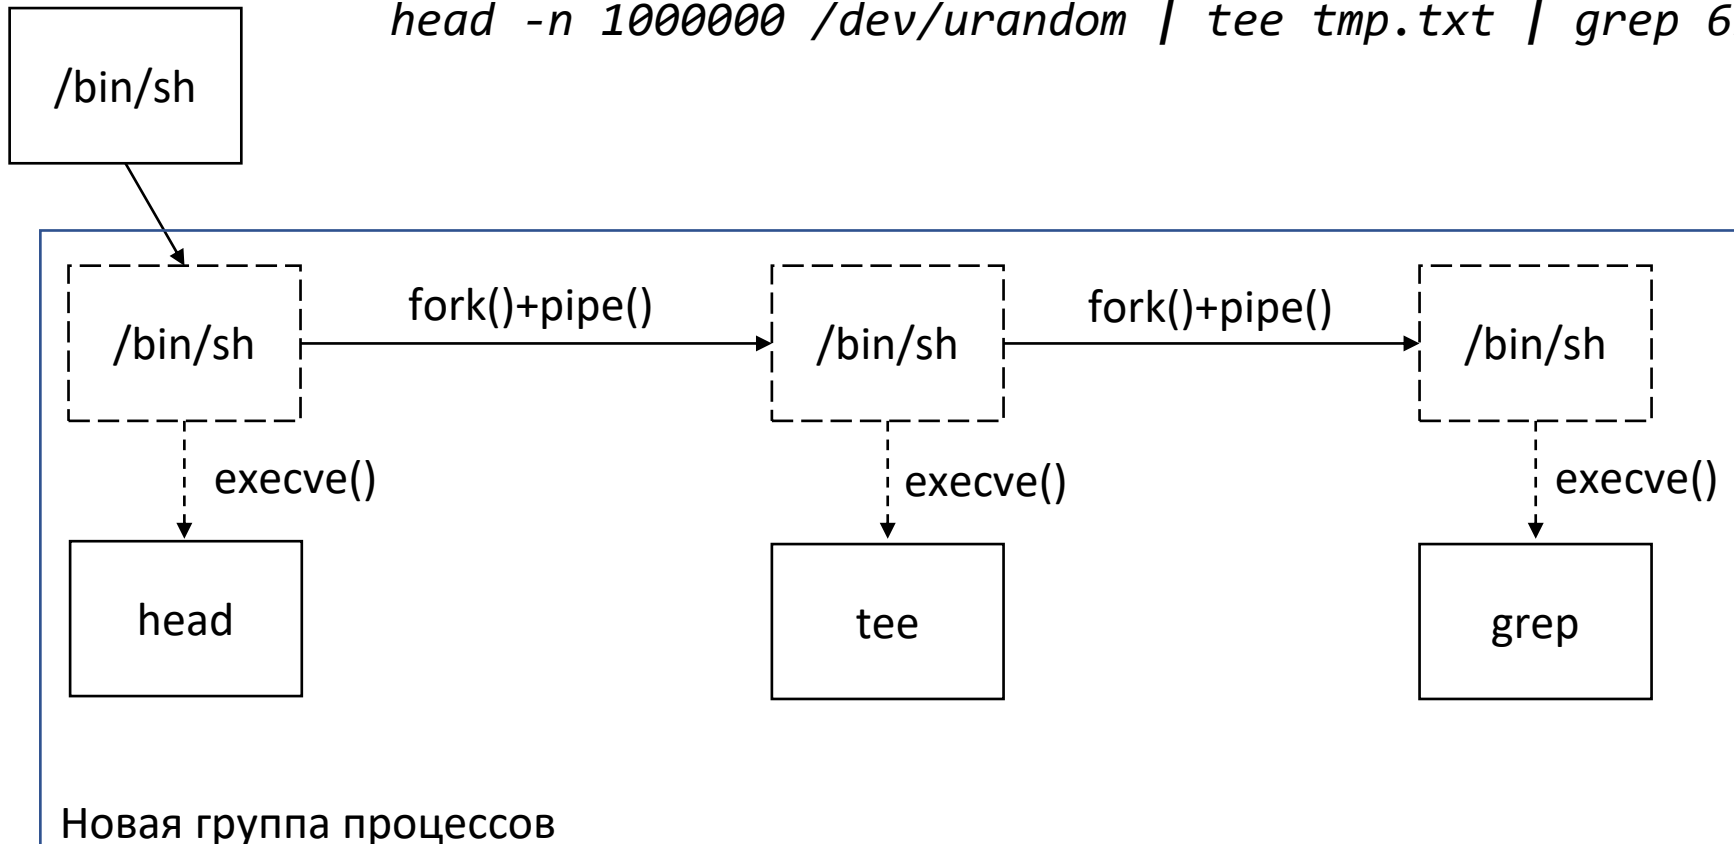 head -n 1000000 /dev/urandom | tee tmp.txt | grep 6
/bin/sh
fork()+pipe()
fork()+pipe()
/bin/sh
/bin/sh
/bin/sh
execve()
execve()
execve()
head
tee
grep
Новая группа процессов